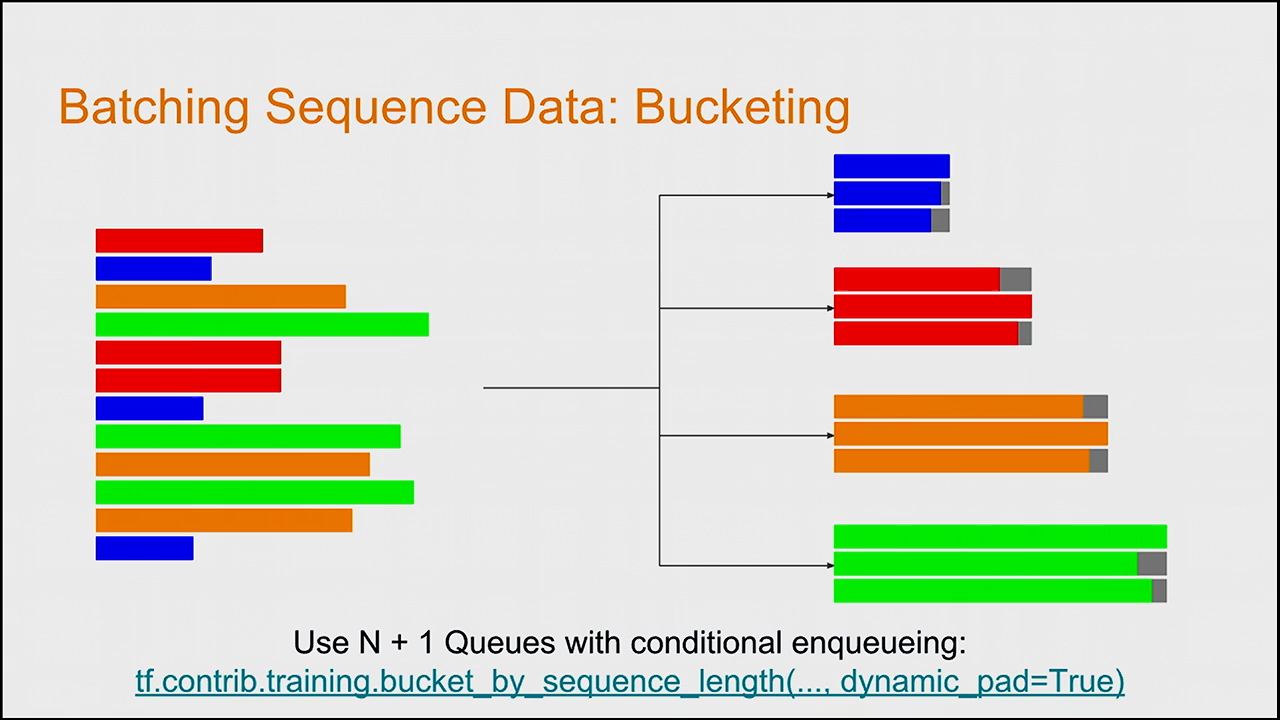 Batching Sequence Data: Bucketing
Use N + 1 Queues with conditional enqueueing:
tf.contrib.training.bucket_by_sequence_length(..., dynamic_pad=True)